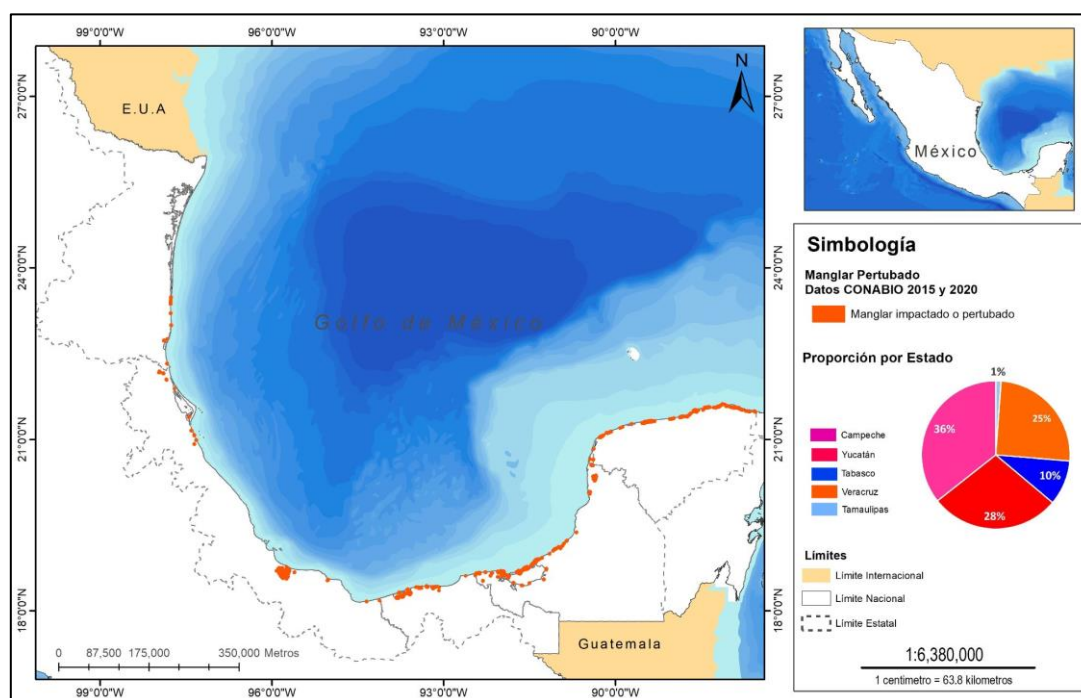 99°0'0"W 96°0'0"W 93°0'0"W 90°0'0"W
27°0'0"N
24°0'0"N
21°0'0"N
18°0'0"N
E.U.A
N
Golfo de México
Guatemala
0 87,500 175,000 350,000 Metros
27°0'0"N
24°0'0"N
21°0'0"N
18°0'0"N
99°0'0"W 96°0'0"W 93°0'0"W 90°0'0"W
México
Simbología
Manglar Pertubado
Datos CONABIO 2015 y 2020
Manglar impactado o pertubado
Proporción por Estado
1%
25%
36%
10%
28%
Campeche
Yucatán
Tabasco
Veracruz
Tamaulipas
Límites
Límite Internacional
Límite Nacional
Límite Estatal
1:6,380,000
1 centimetro = 63.8 kilometros